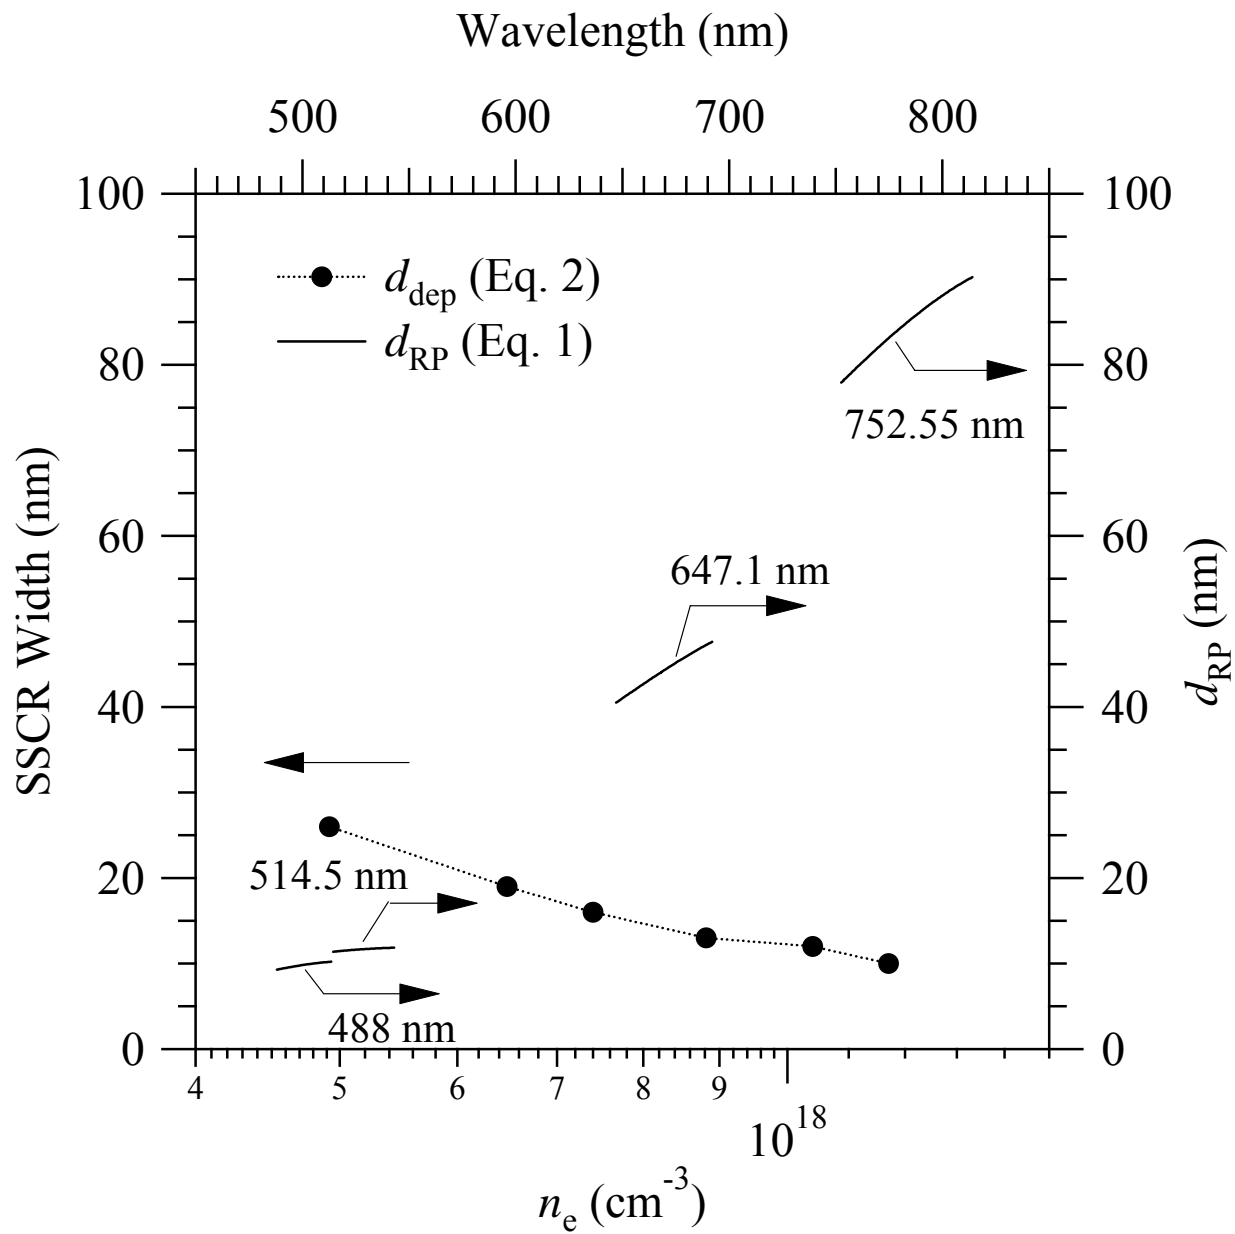 Wavelength (nm)
500 600 700 800
100 100
d_dep (Eq. 2)
d_RP (Eq. 1)
80 80
752.55 nm
60 60
647.1 nm
SSCR Width (nm)
d_RP (nm)
40 40
514.5 nm
20 20
488 nm
0 0
4 5 6 7 8 9
10^18
n_e (cm^-3)